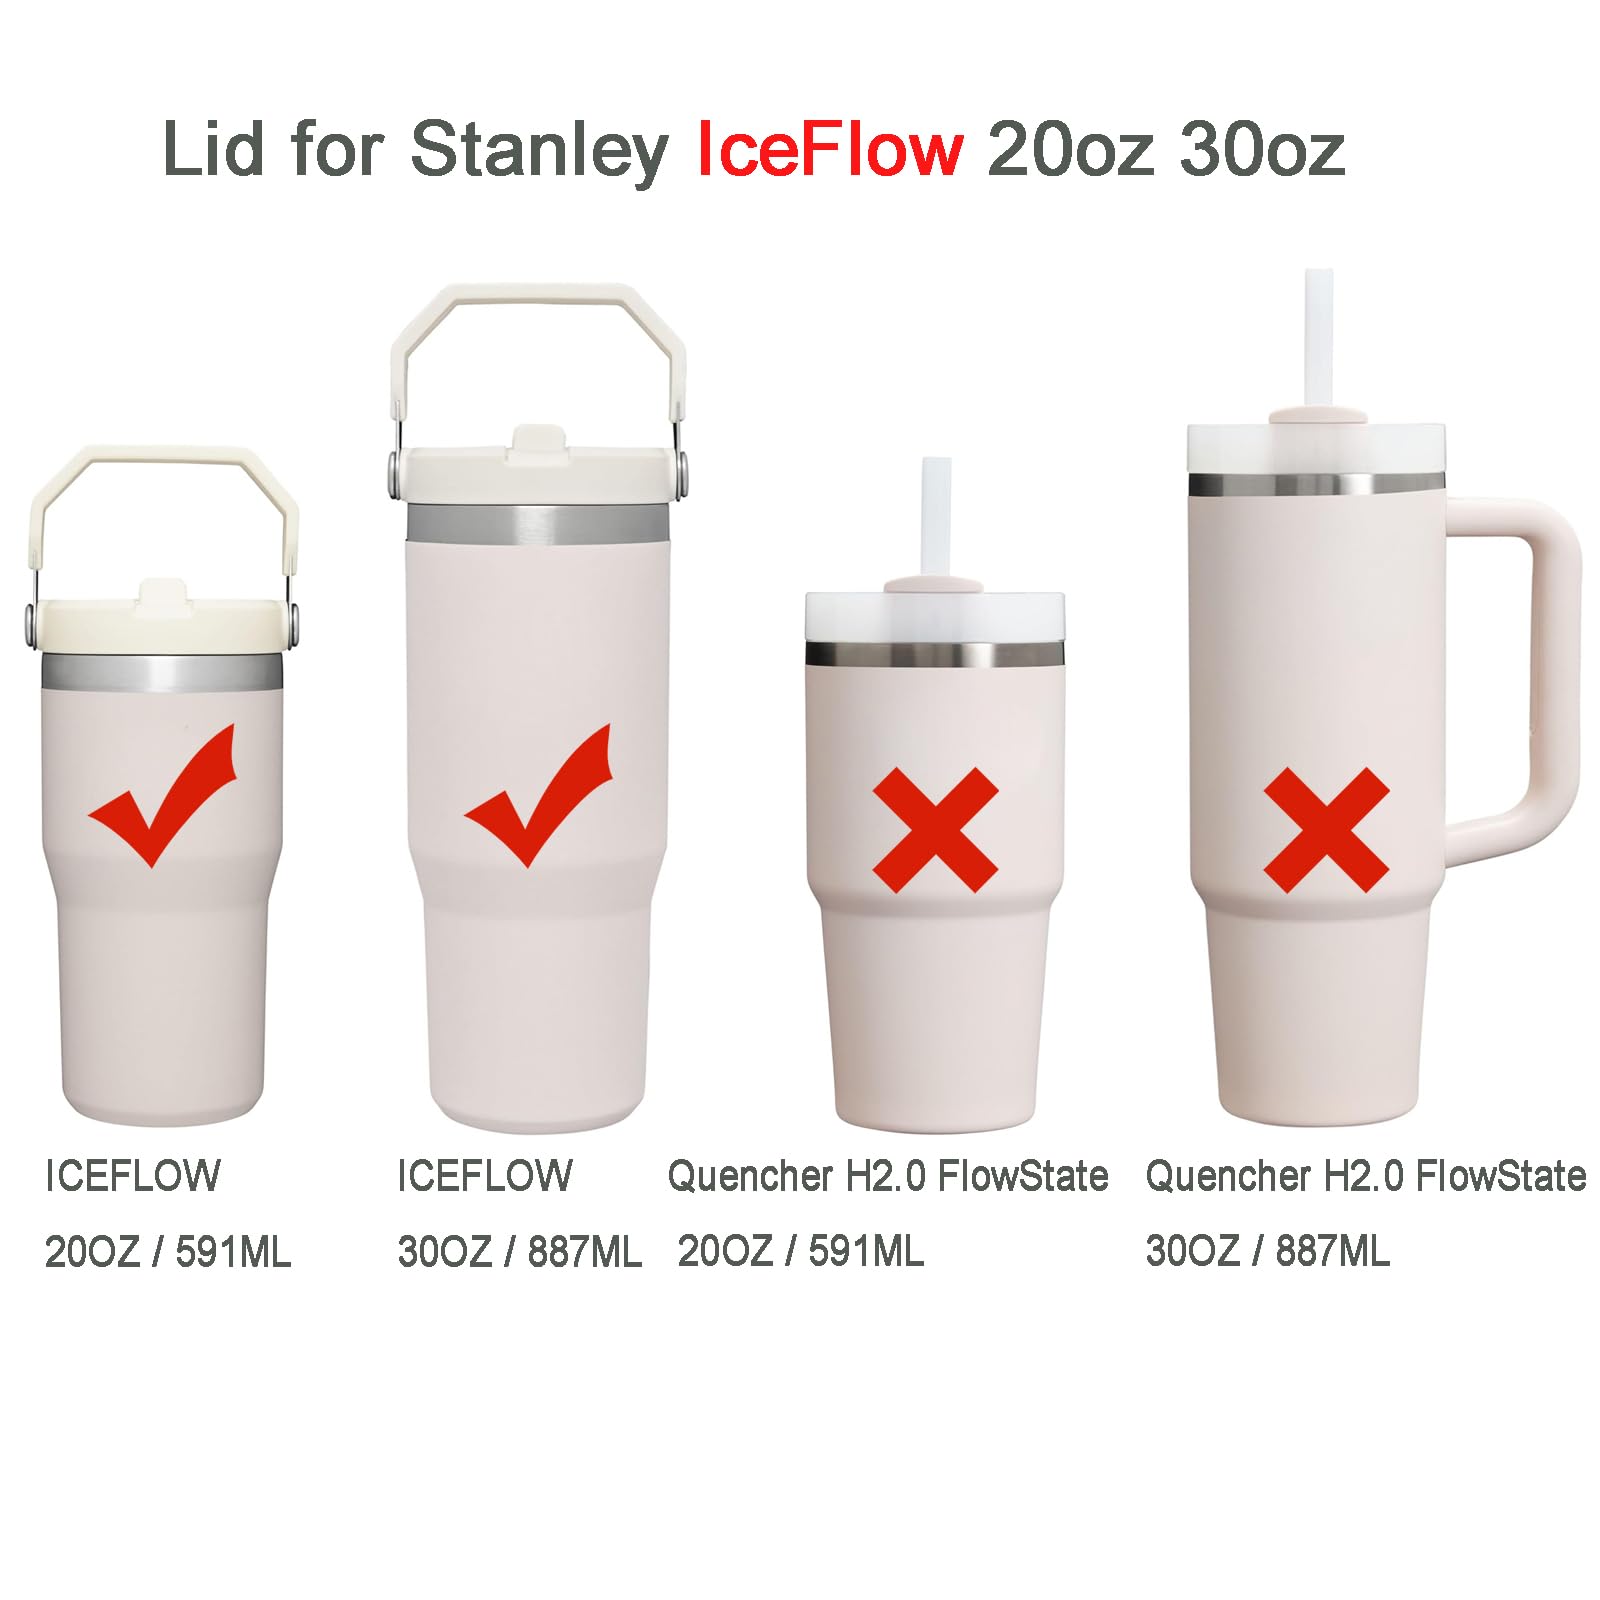 Lid for Stanley IceFlow 20oz 30oz
ICEFLOW
20OZ / 591ML
ICEFLOW
30OZ / 887ML
Quencher H2.0 FlowState
20OZ / 591ML
Quencher H2.0 FlowState
30OZ / 887ML